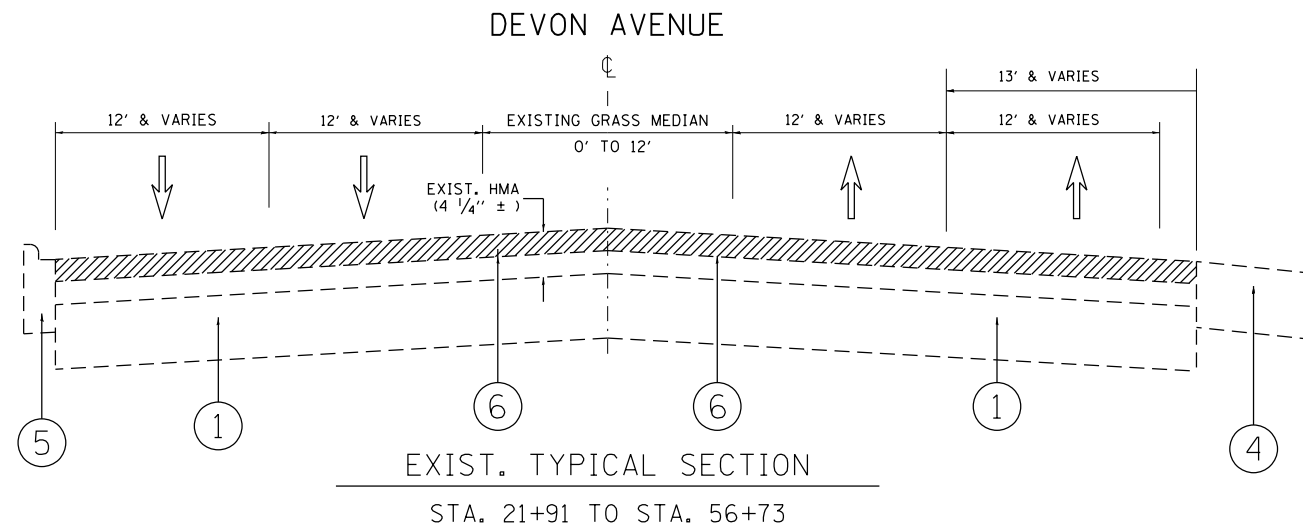 DEVON AVENUE
℄
13' & VARIES
12' & VARIES
12' & VARIES
EXISTING GRASS MEDIAN
0' TO 12'
12' & VARIES
12' & VARIES
EXIST. HMA
(4 1/4" ± )
5
1
6
6
1
4
EXIST. TYPICAL SECTION
STA. 21+91 TO STA. 56+73